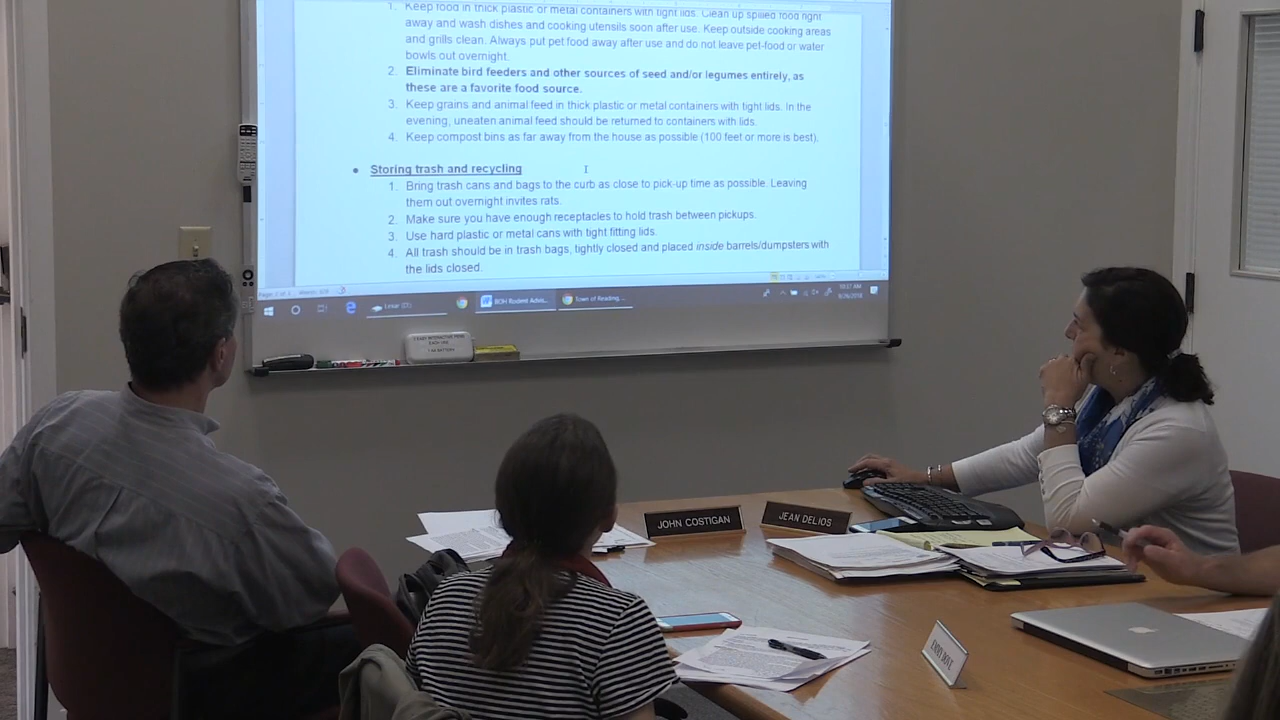 1. Keep food in thick plastic or metal containers with tight lids. Clean up spilled food right
away and wash dishes and cooking utensils soon after use. Keep outside cooking areas
and grills clean. Always put pet food away after use and do not leave pet-food or water
bowls out overnight.
2. Eliminate bird feeders and other sources of seed and/or legumes entirely, as
these are a favorite food source.
3. Keep grains and animal feed in thick plastic or metal containers with tight lids. In the
evening, uneaten animal feed should be returned to containers with lids.
4. Keep compost bins as far away from the house as possible (100 feet or more is best).
• Storing trash and recycling
1. Bring trash cans and bags to the curb as close to pick-up time as possible. Leaving
them out overnight invites rats.
2. Make sure you have enough receptacles to hold trash between pickups.
3. Use hard plastic or metal cans with tight fitting lids.
4. All trash should be in trash bags, tightly closed and placed inside barrels/dumpsters with
the lids closed.
BOH Rodent Advis...
Town of Reading, ...
10:17 AM
9/26/2018
JOHN COSTIGAN
JEAN DELIOS